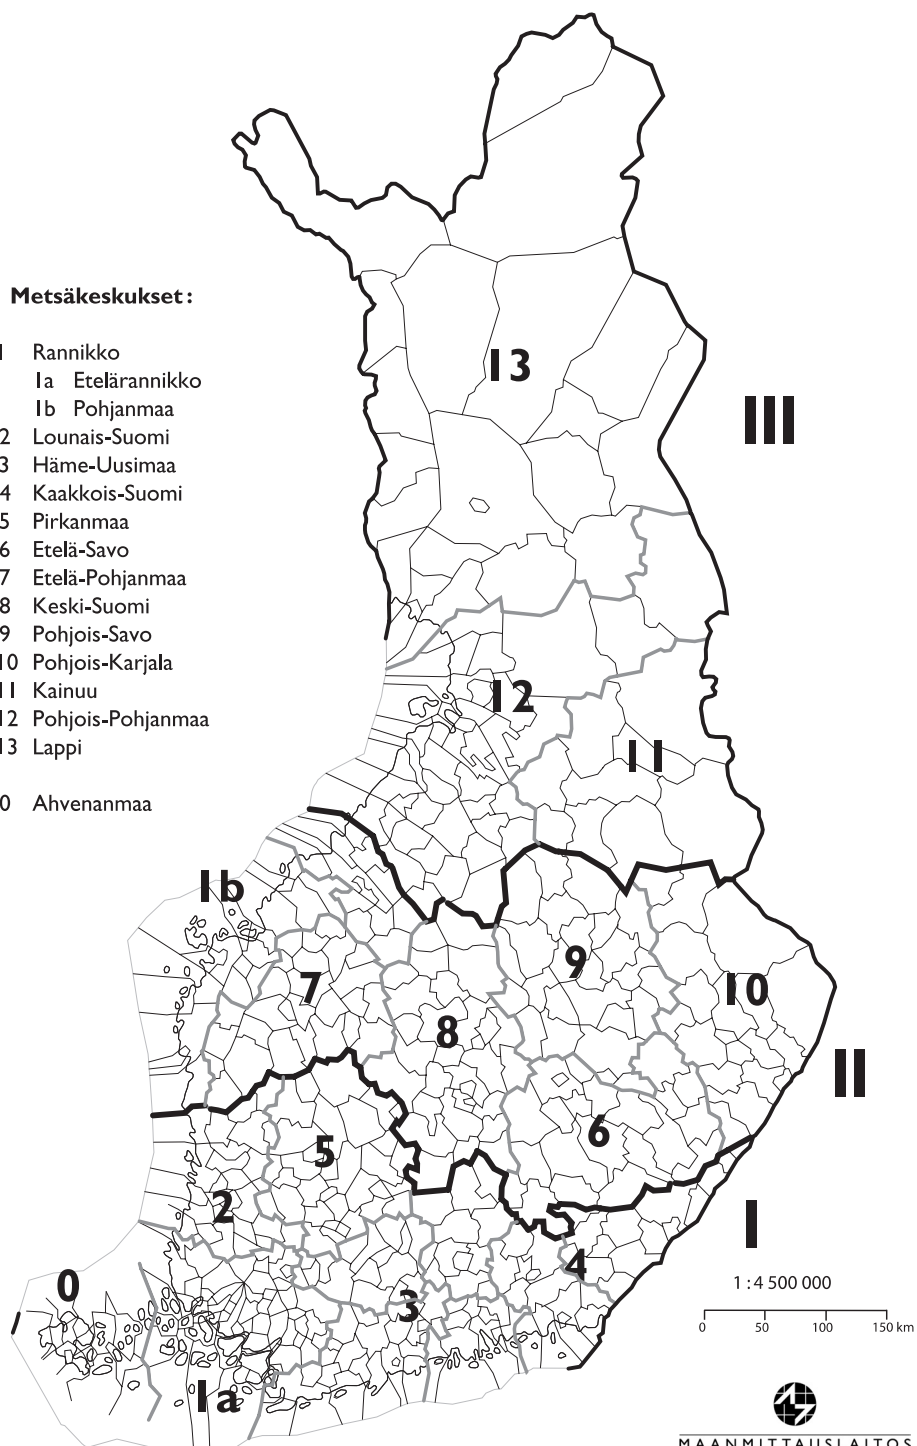 Metsäkeskukset:
1 Rannikko
1a Etelärannikko
1b Pohjanmaa
2 Lounais-Suomi
3 Häme-Uusimaa
4 Kaakkois-Suomi
5 Pirkanmaa
6 Etelä-Savo
7 Etelä-Pohjanmaa
8 Keski-Suomi
9 Pohjois-Savo
10 Pohjois-Karjala
11 Kainuu
12 Pohjois-Pohjanmaa
13 Lappi
0 Ahvenanmaa
13
III
12
11
1b
9
7
10
8
II
6
5
2
I
4
0
3
1a
1:4 500 000
0 50 100 150 km
MAANMITTAUSLAITOS